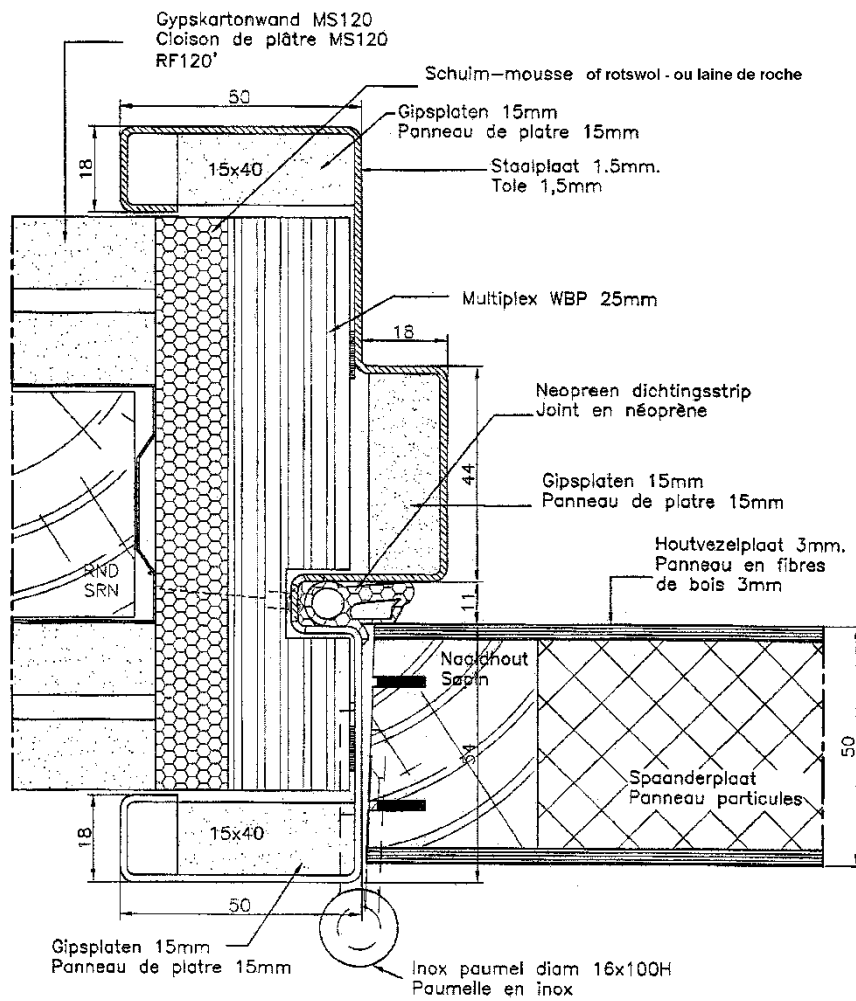 Gypskartonwand MS120
Cloison de plâtre MS120
RF120'
Schuim-mousse of rotswol - ou laine de roche
50
Gipsplaten 15mm
Panneau de platre 15mm
18
15x40
Staalplaat 1.5mm.
Tole 1,5mm
Multiplex WBP 25mm
18
Neopreen dichtingsstrip
Joint en néoprène
44
Gipsplaten 15mm
Panneau de platre 15mm
Houtvezelplaat 3mm.
Panneau en fibres
de bois 3mm
RND
SRN
11
Naaldhout
Sapin
54
50
Spaanderplaat
Panneau particules
18
15x40
50
Gipsplaten 15mm
Panneau de platre 15mm
Inox paumel diam 16x100H
Paumelle en inox